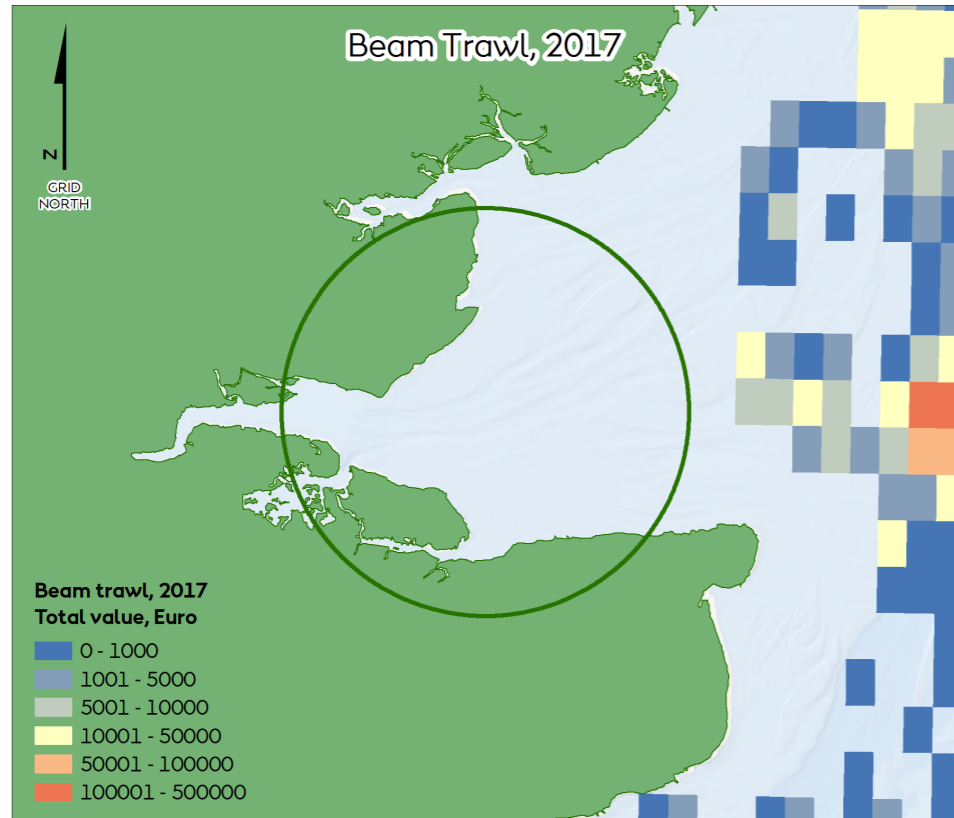 Beam Trawl, 2017
Z
GRID
NORTH
Beam trawl, 2017
Total value, Euro
0 - 1000
1001 - 5000
5001 - 10000
10001 - 50000
50001 - 100000
100001 - 500000